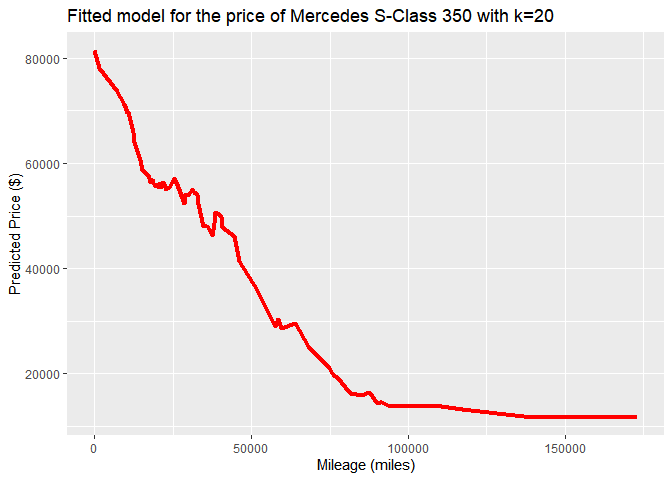 Fitted model for the price of Mercedes S-Class 350 with k=20
Predicted Price ($)
80000
60000
40000
20000
0
50000
100000
150000
Mileage (miles)